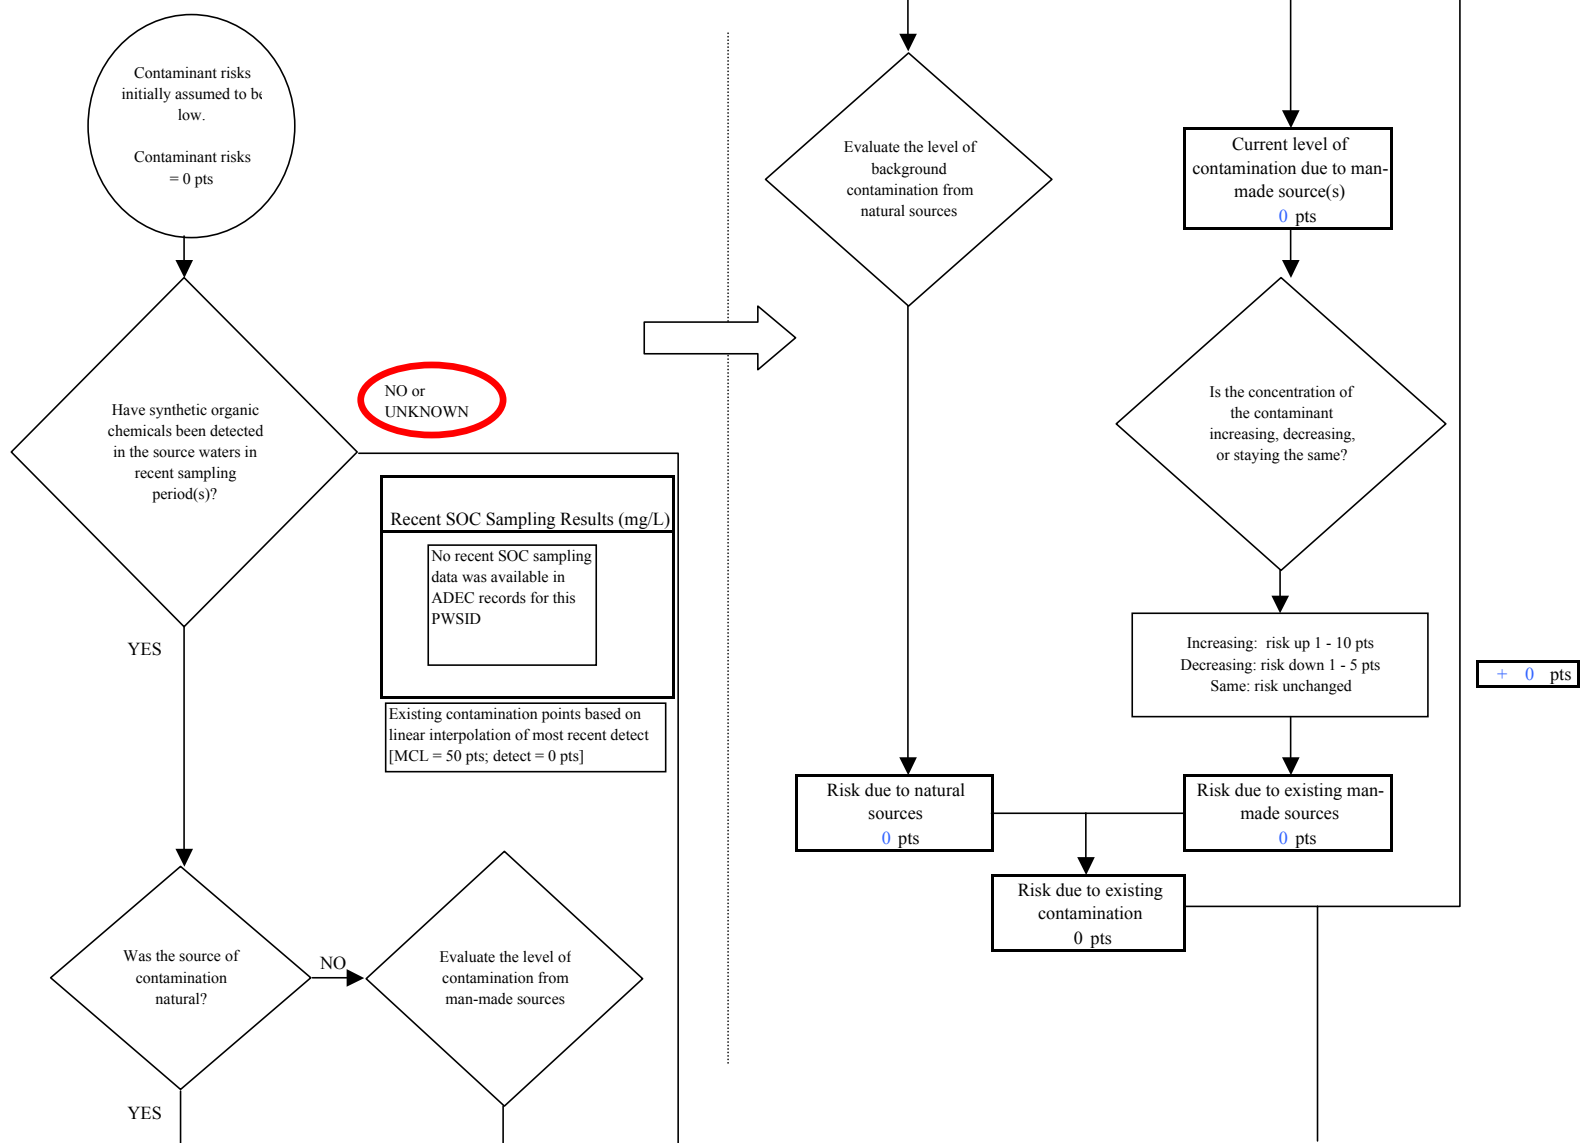 Contaminant risks
initially assumed to be
low.
Contaminant risks
= 0 pts
Have synthetic organic
chemicals been detected
in the source waters in
recent sampling
period(s)?
NO or
UNKNOWN
Recent SOC Sampling Results (mg/L)
No recent SOC sampling
data was available in
ADEC records for this
PWSID
Existing contamination points based on
linear interpolation of most recent detect
[MCL = 50 pts; detect = 0 pts]
YES
Was the source of
contamination
natural?
NO
Evaluate the level of
contamination from
man-made sources
YES
Evaluate the level of
background
contamination from
natural sources
Current level of
contamination due to man-
made source(s)
0 pts
Is the concentration of
the contaminant
increasing, decreasing,
or staying the same?
Increasing: risk up 1 - 10 pts
Decreasing: risk down 1 - 5 pts
Same: risk unchanged
+ 0 pts
Risk due to natural
sources
0 pts
Risk due to existing man-
made sources
0 pts
Risk due to existing
contamination
0 pts